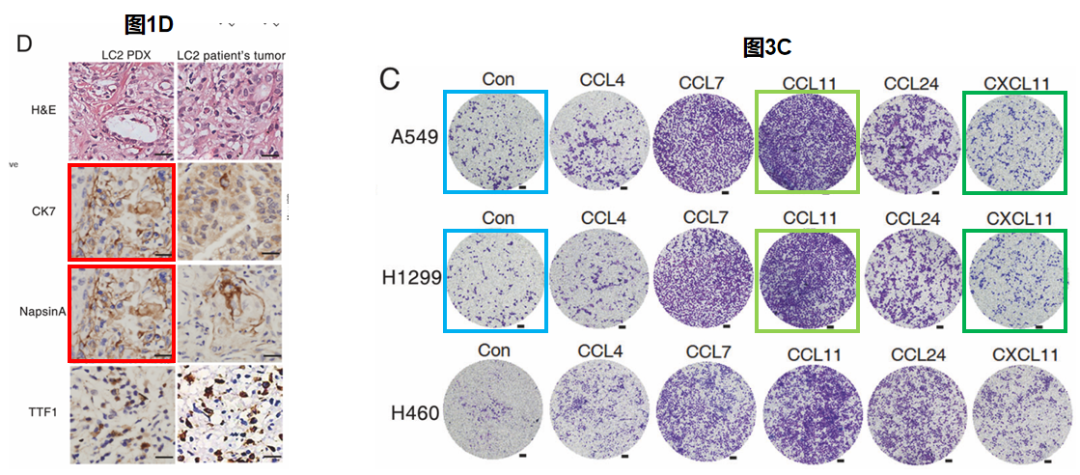 图1D
D
LC2 PDX
LC2 patient's tumor
H&E
ve
CK7
NapsinA
TTF1
图3C
C
Con CCL4 CCL7 CCL11 CCL24 CXCL11
A549
Con CCL4 CCL7 CCL11 CCL24 CXCL11
H1299
Con CCL4 CCL7 CCL11 CCL24 CXCL11
H460